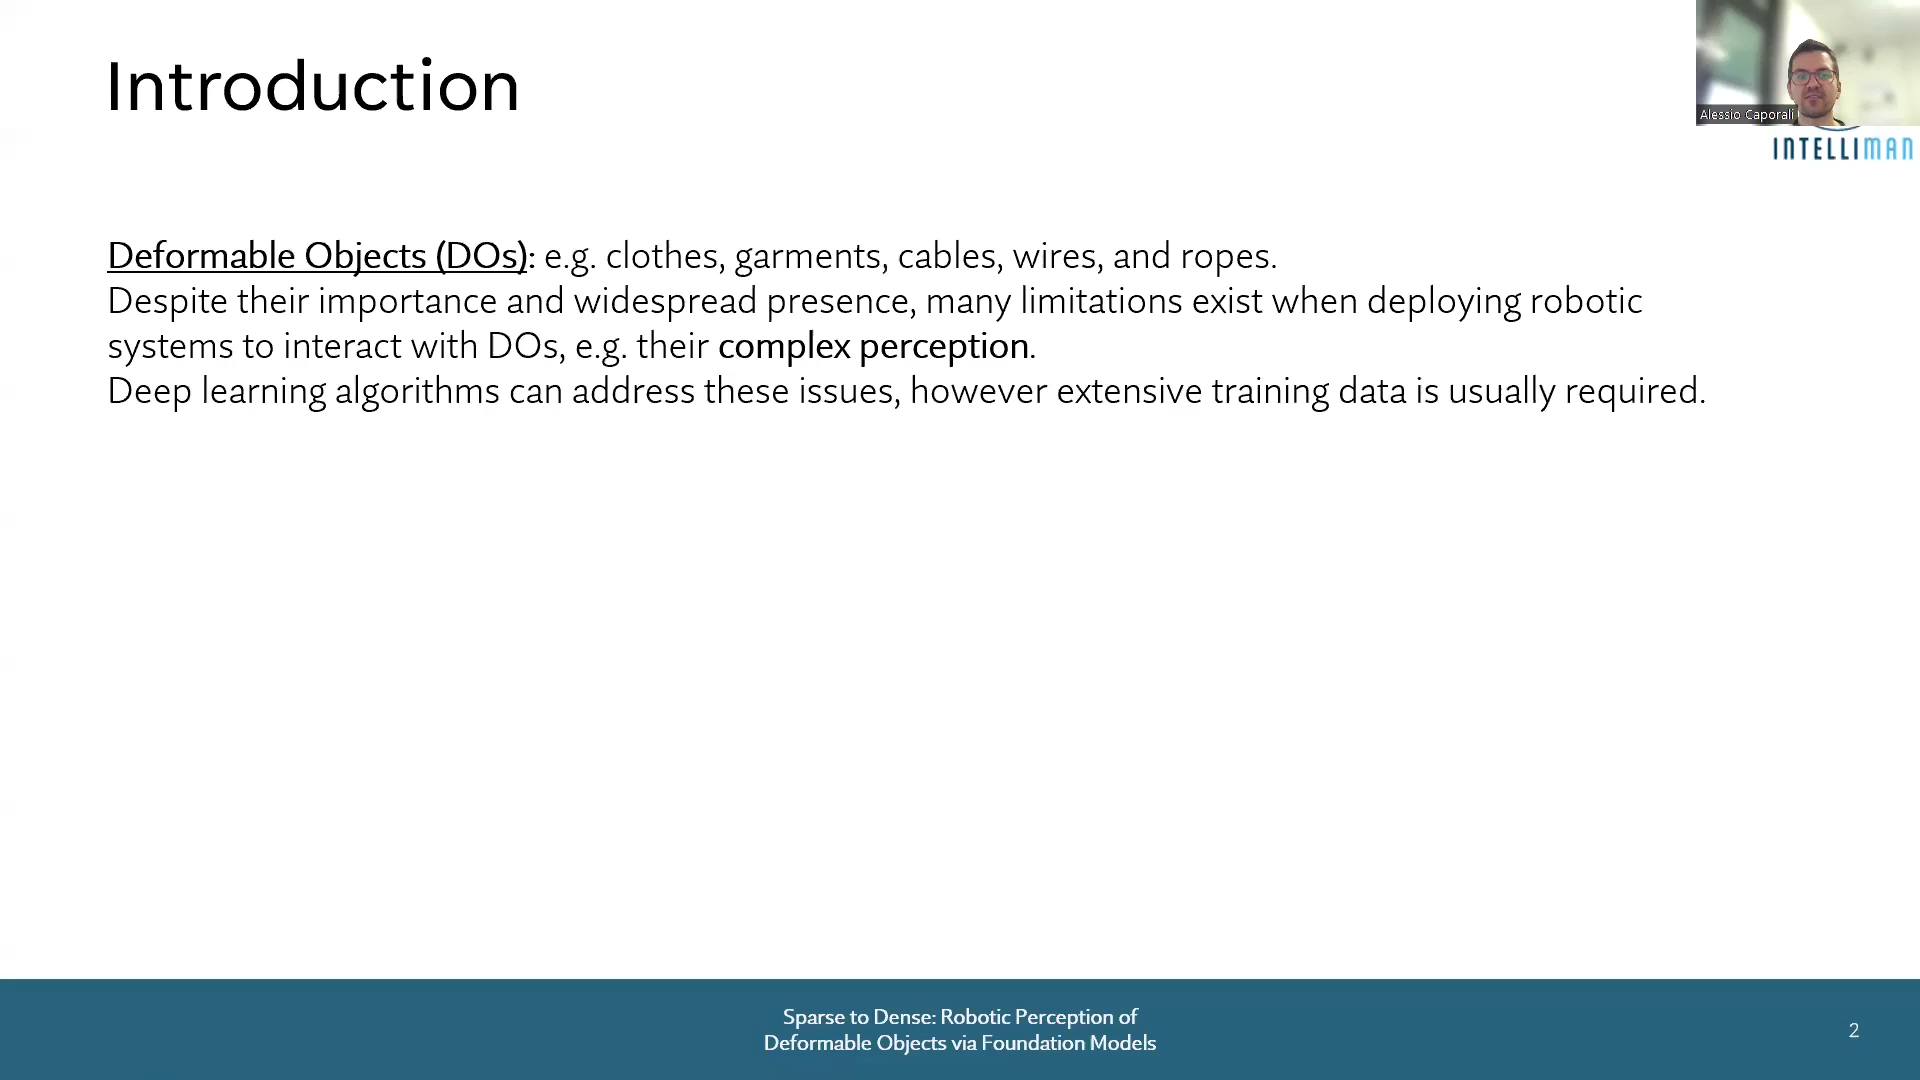 Introduction
Alessio Caporali
INTELLIMAN
Deformable Objects (DOs): e.g. clothes, garments, cables, wires, and ropes.
Despite their importance and widespread presence, many limitations exist when deploying robotic
systems to interact with DOs, e.g. their complex perception.
Deep learning algorithms can address these issues, however extensive training data is usually required.
Sparse to Dense: Robotic Perception of
Deformable Objects via Foundation Models
2